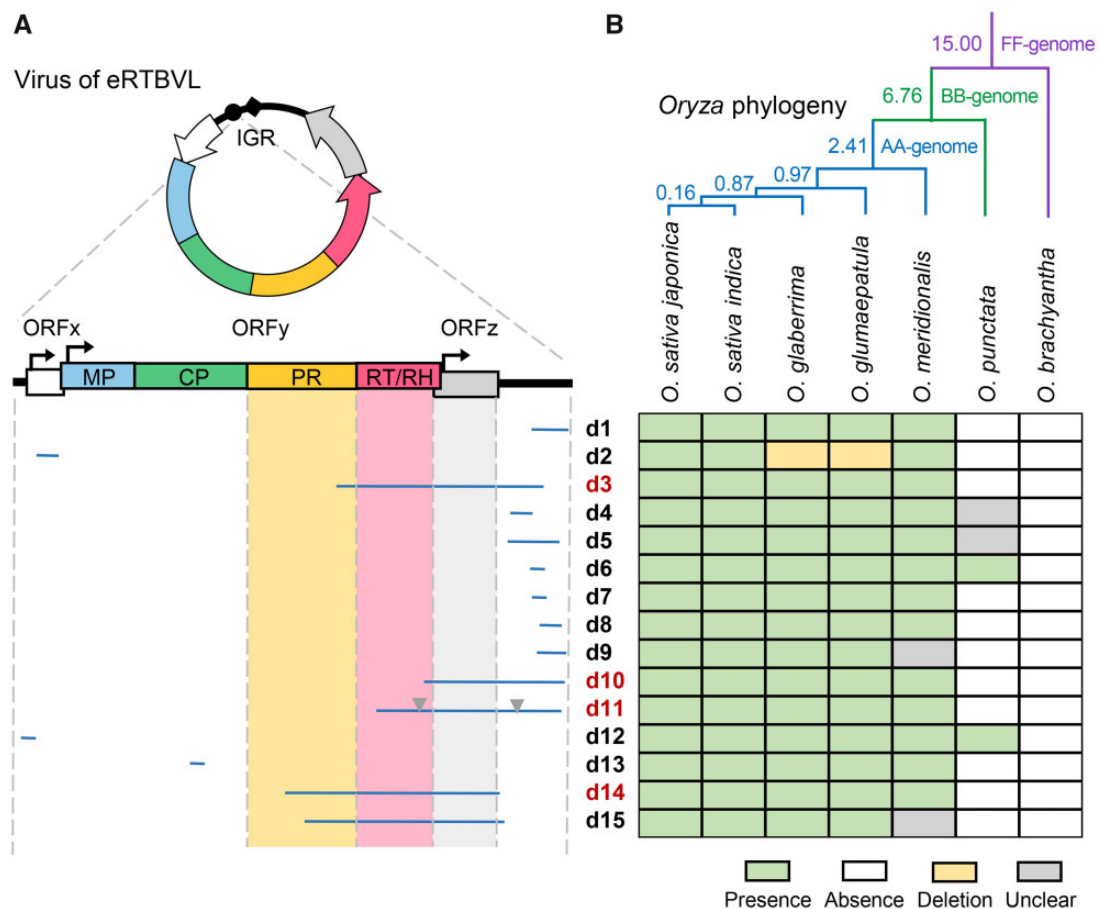 A
Virus of eRTBVL
IGR
ORFx
ORFy
ORFz
MP
CP
PR
RT/RH
d1
d2
d3
d4
d5
d6
d7
d8
d9
d10
d11
d12
d13
d14
d15
B
15.00
FF-genome
6.76
BB-genome
Oryza phylogeny
2.41
AA-genome
0.97
0.87
0.16
O. sativa japonica
O. sativa indica
O. glaberrima
O. glumaepatula
O. meridionalis
O. punctata
O. brachyantha
Presence
Absence
Deletion
Unclear